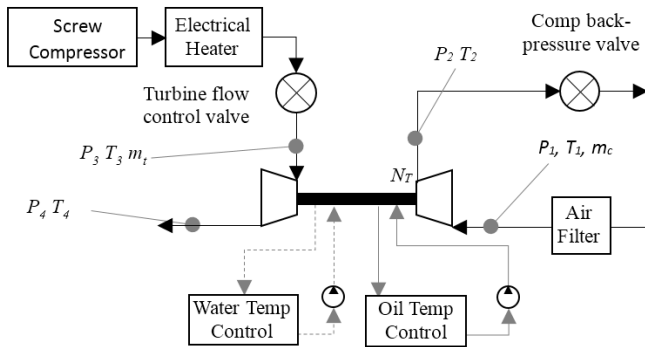 Screw
Compressor
Electrical
Heater
Comp back-
pressure valve
P2 T2
Turbine flow
control valve
P3 T3 mt
NT
P1, T1, mc
P4 T4
Air
Filter
Water Temp
Control
Oil Temp
Control